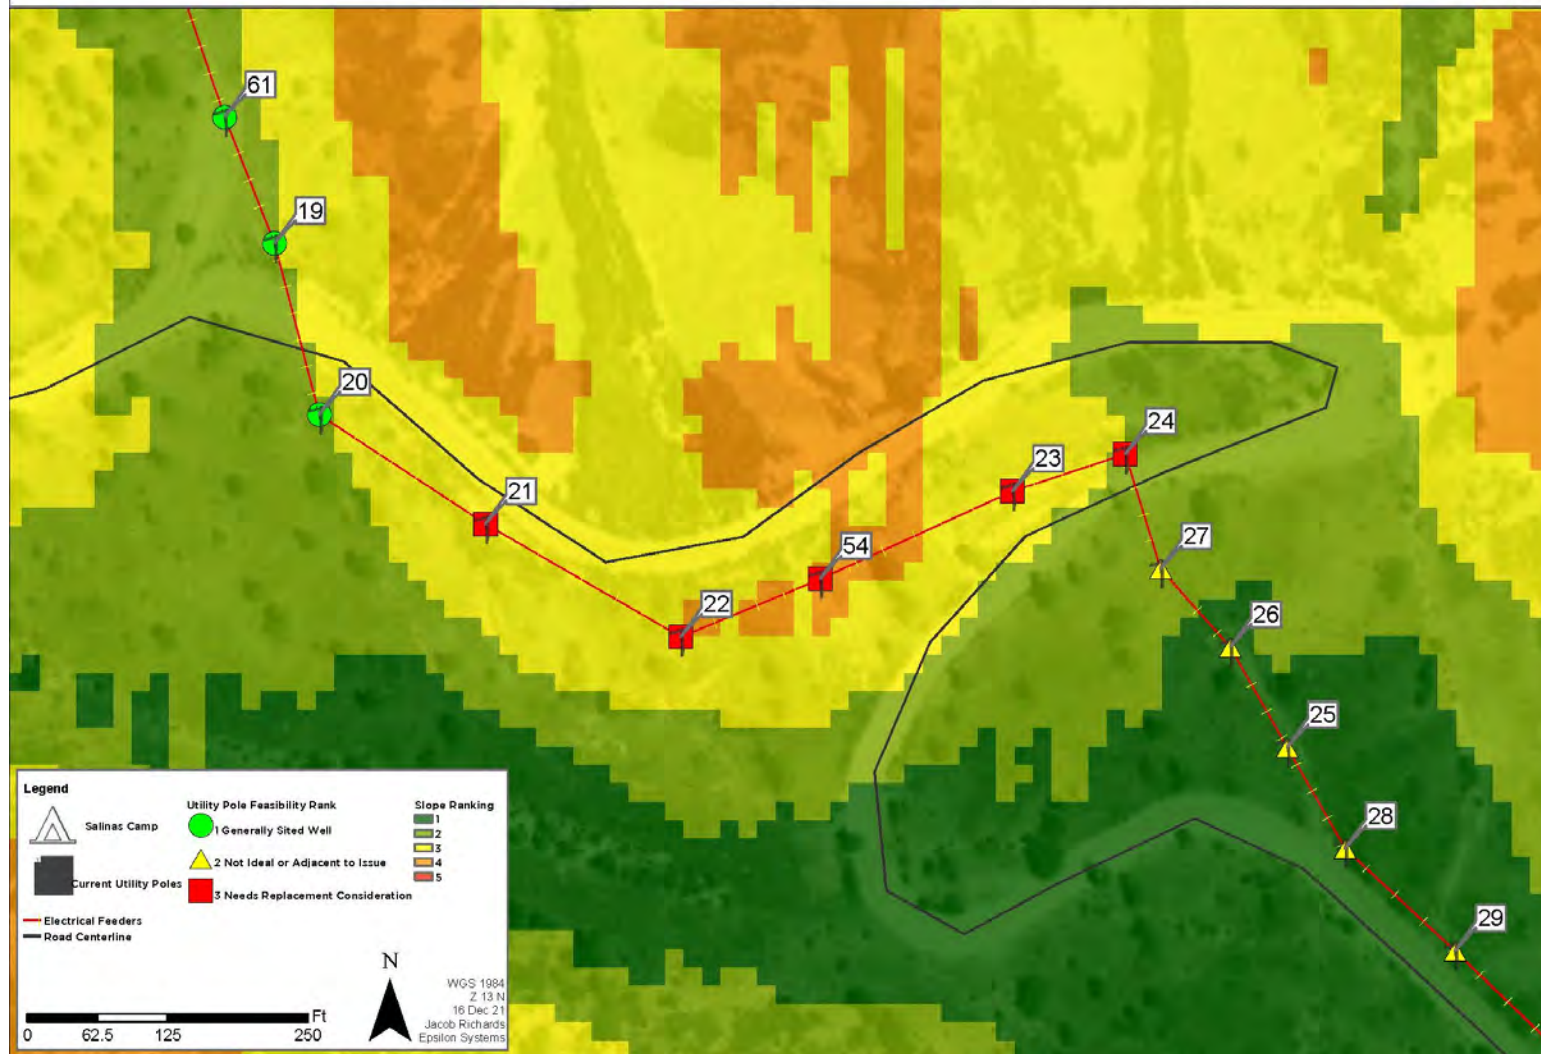 61
19
20
24
23
21
27
54
22
26
25
28
29
Legend
Salinas Camp
Current Utility Poles
Electrical Feeders
Road Centerline
Utility Pole Feasibility Rank
1 Generally Sited Well
2 Not Ideal or Adjacent to Issue
3 Needs Replacement Consideration
Slope Ranking
1
2
3
4
5
N
WGS 1984
Z 13 N
16 Dec 21
Jacob Richards
Epsilon Systems
0 62.5 125 250 Ft